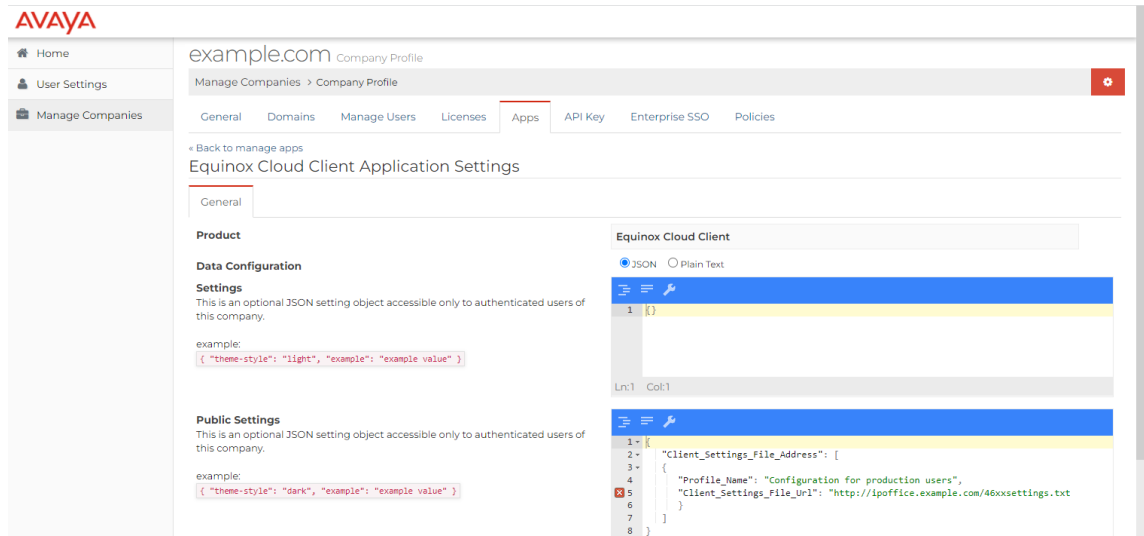 AVAYA
Home
User Settings
Manage Companies
example.com Company Profile
Manage Companies > Company Profile
General Domains Manage Users Licenses Apps API Key Enterprise SSO Policies
« Back to manage apps
Equinox Cloud Client Application Settings
General
Product
Equinox Cloud Client
Data Configuration
JSON Plain Text
Settings
This is an optional JSON setting object accessible only to authenticated users of
this company.
example:
{ "theme-style": "light", "example": "example value" }
1 {}
Ln:1 Col:1
Public Settings
This is an optional JSON setting object accessible only to authenticated users of
this company.
example:
{ "theme-style": "dark", "example": "example value" }
1 {
2 "Client_Settings_File_Address": [
3 {
4 "Profile_Name": "Configuration for production users",
5 "Client_Settings_File_Url": "http://ipoffice.example.com/46xxsettings.txt
6 }
7 ]
8 }